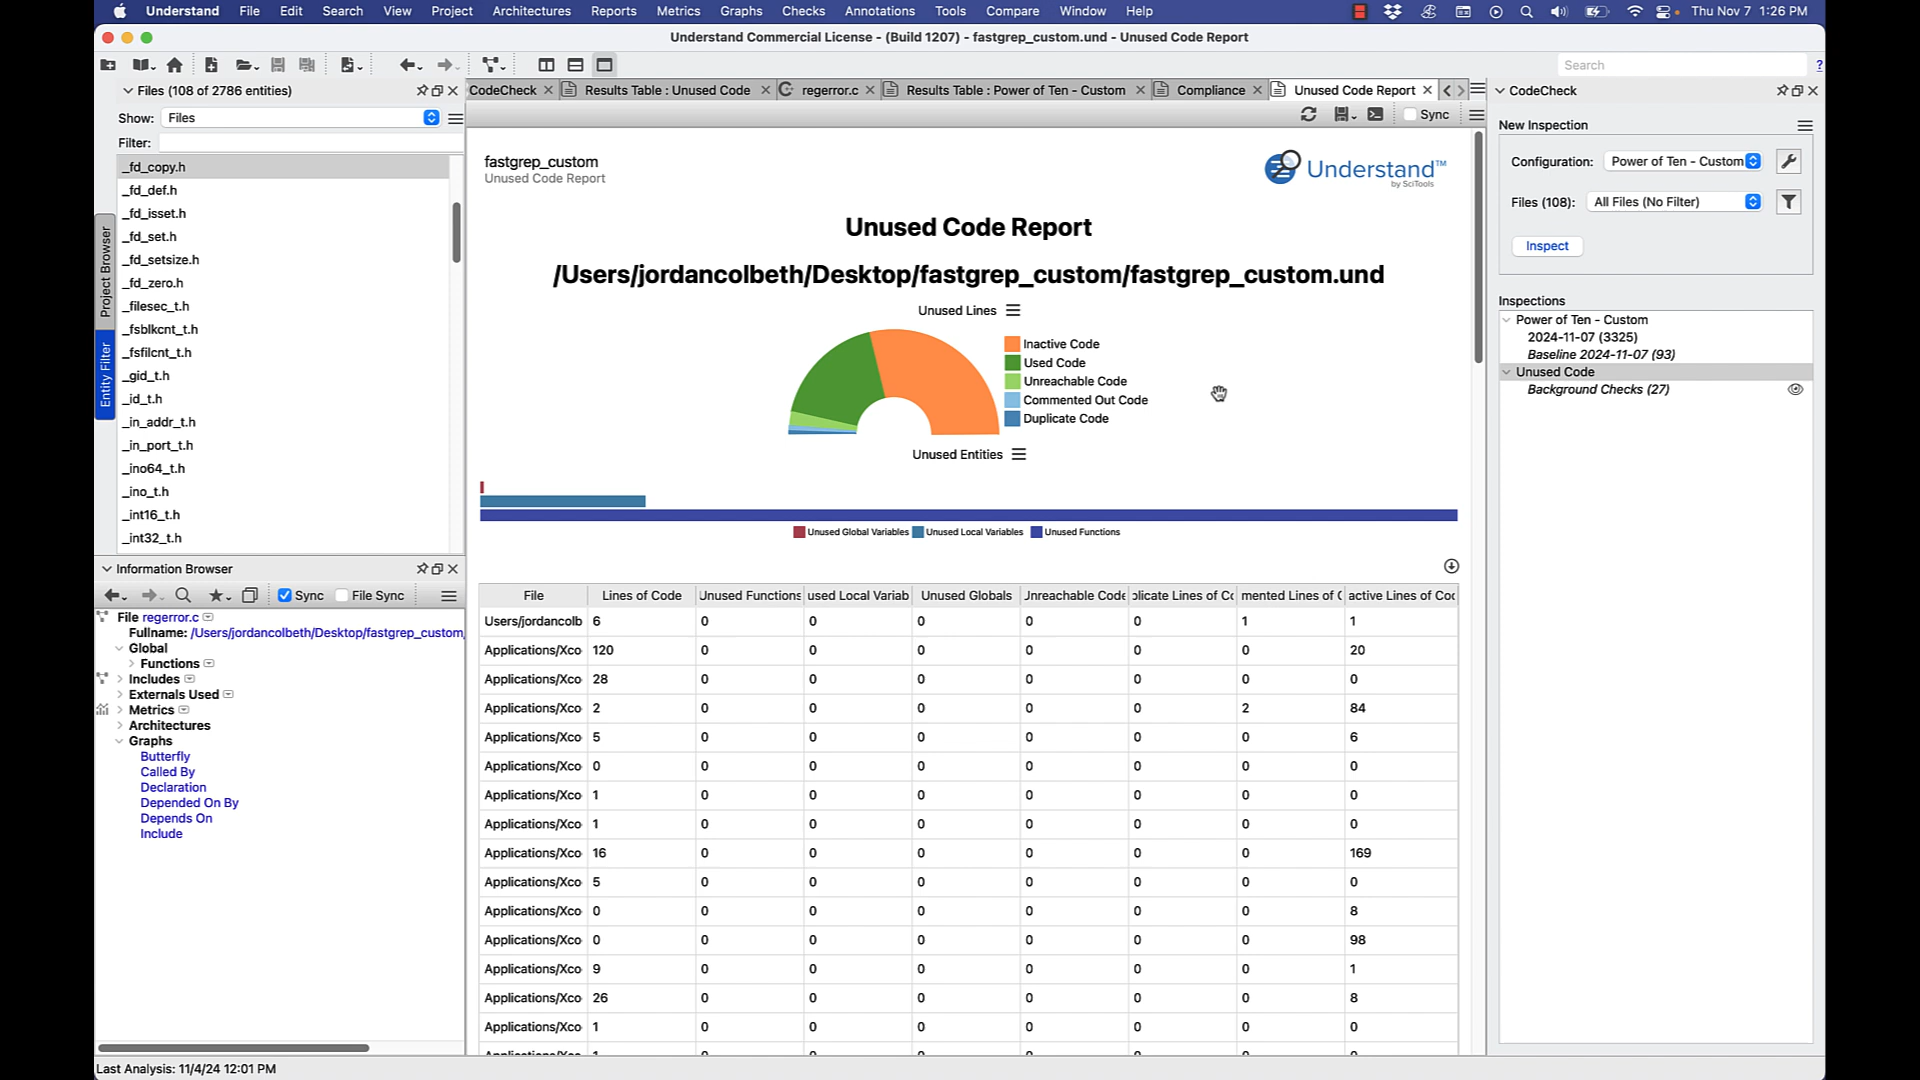 Understand File Edit Search View Project Architectures Reports Metrics Graphs Checks Annotations Tools Compare Window Help Thu Nov 7 1:26 PM
Understand Commercial License - (Build 1207) - fastgrep_custom.und - Unused Code Report
Search ?
Files (108 of 2786 entities)
Show: Files
Filter:
_fd_copy.h
_fd_def.h
_fd_isset.h
_fd_set.h
_fd_setsize.h
_fd_zero.h
_filesec_t.h
_fsblkcnt_t.h
_fsfilcnt_t.h
_gid_t.h
_id_t.h
_in_addr_t.h
_in_port_t.h
_ino64_t.h
_ino_t.h
_int16_t.h
_int32_t.h
Project Browser
Entity Filter
Information Browser
Sync File Sync
File regerror.c
Fullname: /Users/jordancolbeth/Desktop/fastgrep_custom,
Global
Functions
Includes
Externals Used
Metrics
Architectures
Graphs
Butterfly
Called By
Declaration
Depended On By
Depends On
Include
Last Analysis: 11/4/24 12:01 PM
CodeCheck Results Table : Unused Code regerror.c Results Table : Power of Ten - Custom Compliance Unused Code Report
Sync
fastgrep_custom
Unused Code Report
Understand™
by SciTools
Unused Code Report
/Users/jordancolbeth/Desktop/fastgrep_custom/fastgrep_custom.und
Unused Lines
Inactive Code
Used Code
Unreachable Code
Commented Out Code
Duplicate Code
Unused Entities
Unused Global Variables Unused Local Variables Unused Functions
File Lines of Code Unused Functions used Local Variab Unused Globals Unreachable Code plicate Lines of Co mented Lines of C active Lines of Coc
Users/jordancolb 6 0 0 0 0 0 1 1
Applications/Xco 120 0 0 0 0 0 0 20
Applications/Xco 28 0 0 0 0 0 0 0
Applications/Xco 2 0 0 0 0 0 2 84
Applications/Xco 5 0 0 0 0 0 0 6
Applications/Xco 0 0 0 0 0 0 0 0
Applications/Xco 1 0 0 0 0 0 0 0
Applications/Xco 1 0 0 0 0 0 0 0
Applications/Xco 16 0 0 0 0 0 0 169
Applications/Xco 5 0 0 0 0 0 0 0
Applications/Xco 0 0 0 0 0 0 0 8
Applications/Xco 0 0 0 0 0 0 0 98
Applications/Xco 9 0 0 0 0 0 0 1
Applications/Xco 26 0 0 0 0 0 0 8
Applications/Xco 1 0 0 0 0 0 0 0
CodeCheck
New Inspection
Configuration: Power of Ten - Custom
Files (108): All Files (No Filter)
Inspect
Inspections
Power of Ten - Custom
2024-11-07 (3325)
Baseline 2024-11-07 (93)
Unused Code
Background Checks (27)